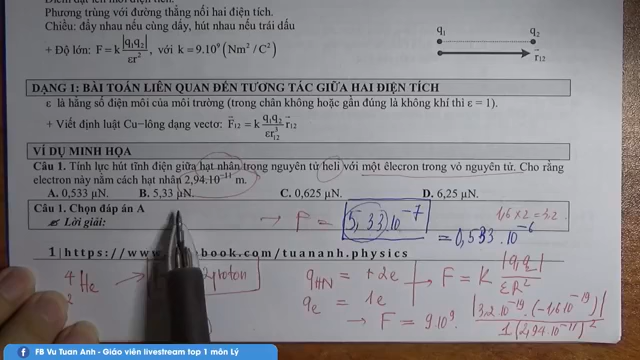 Phương trùng với đường thẳng nối hai điện tích.
Chiều: đẩy nhau nếu cùng dấu, hút nhau nếu trái dấu
+ Độ lớn: F = k |q₁q₂| / εr², với k = 9.10⁹ (Nm²/C²)
q₁ q₂
r⃗₁₂
DẠNG 1: BÀI TOÁN LIÊN QUAN ĐẾN TƯƠNG TÁC GIỮA HAI ĐIỆN TÍCH
ε là hằng số điện môi của môi trường (trong chân không hoặc gần đúng là không khí thì ε = 1).
+ Viết định luật Cu–lông dạng vectơ: F⃗₁₂ = k q₁q₂ / εr³₁₂ r⃗₁₂
VÍ DỤ MINH HỌA
Câu 1. Tính lực hút tĩnh điện giữa hạt nhân trong nguyên tử heli với một êlecron trong vỏ nguyên tử. Cho rằng
electron này nằm cách hạt nhân 2,94.10⁻¹¹ m.
A. 0,533 µN. B. 5,33 µN. C. 0,625 µN. D. 6,25 µN.
Câu 1. Chọn đáp án A
Lời giải:
→ F = 5,33 10⁻⁷
1,6 x 2 = 3,2
= 0,533 . 10⁻⁶
1 | https://www. book.com/tuananh.physics
⁴₂He → 2 proton
q_HN = +2e
q_e = 1e
→ F = K |q₁q₂| / εR²
→ F = 9 10⁹. |3,2 10⁻¹⁹ . (-1,6 10⁻¹⁹)| / 1 (2,94.10⁻¹¹)²
FB Vu Tuan Anh - Giáo viên livestream top 1 môn Lý